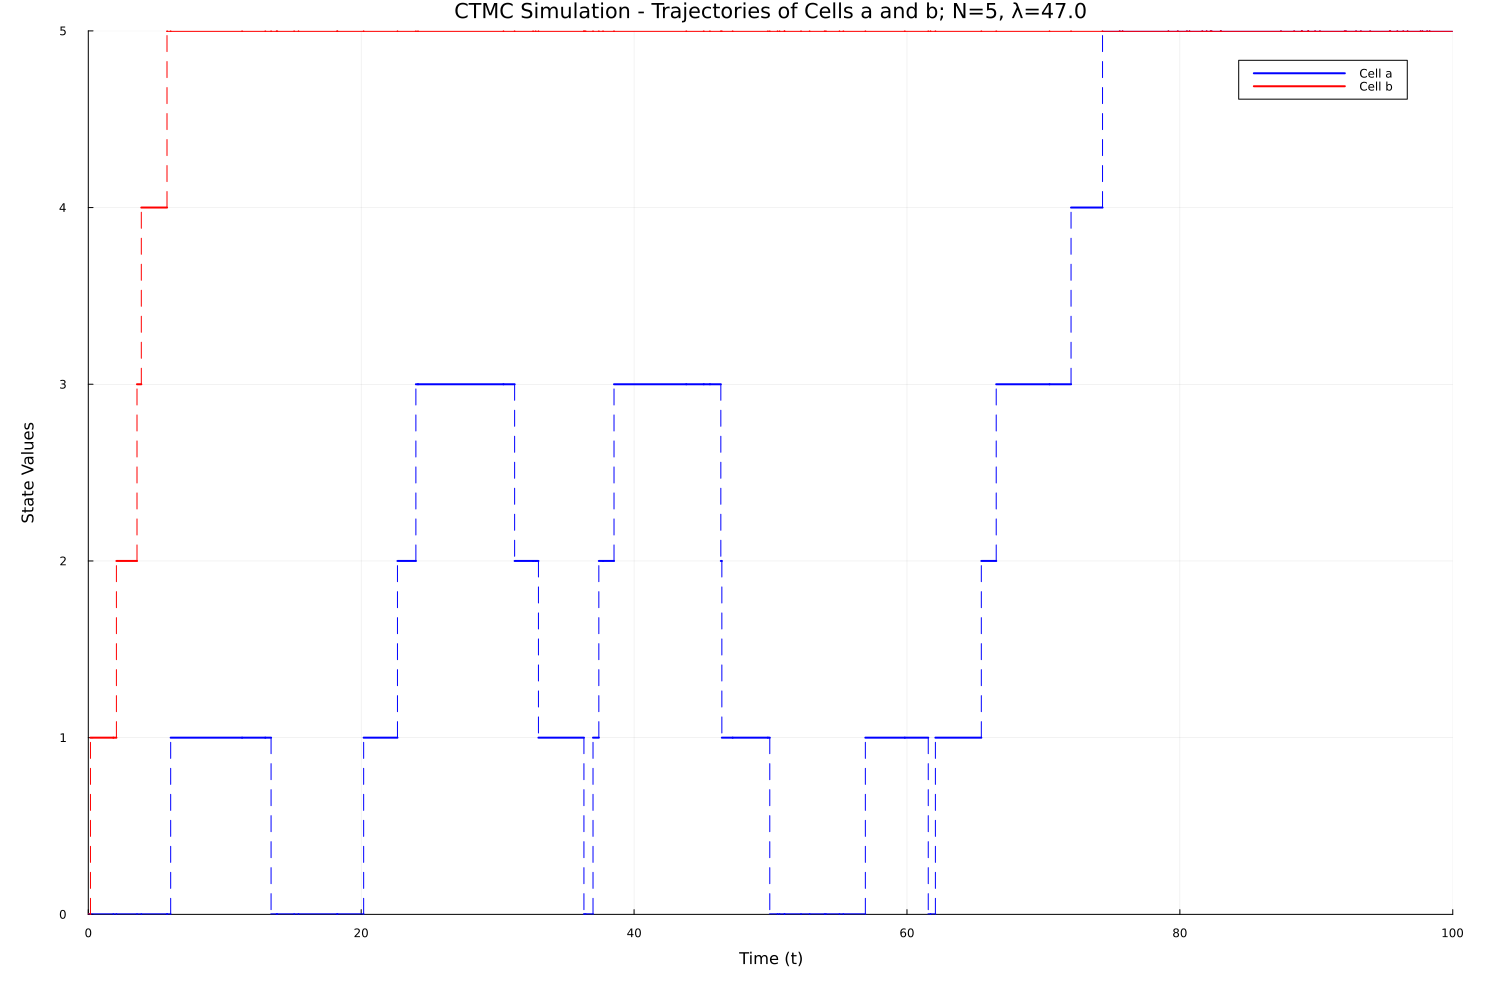 CTMC Simulation - Trajectories of Cells a and b; N=5, λ=47.0
5
Cell a
Cell b
4
3
State Values
2
1
0
0 20 40 60 80 100
Time (t)